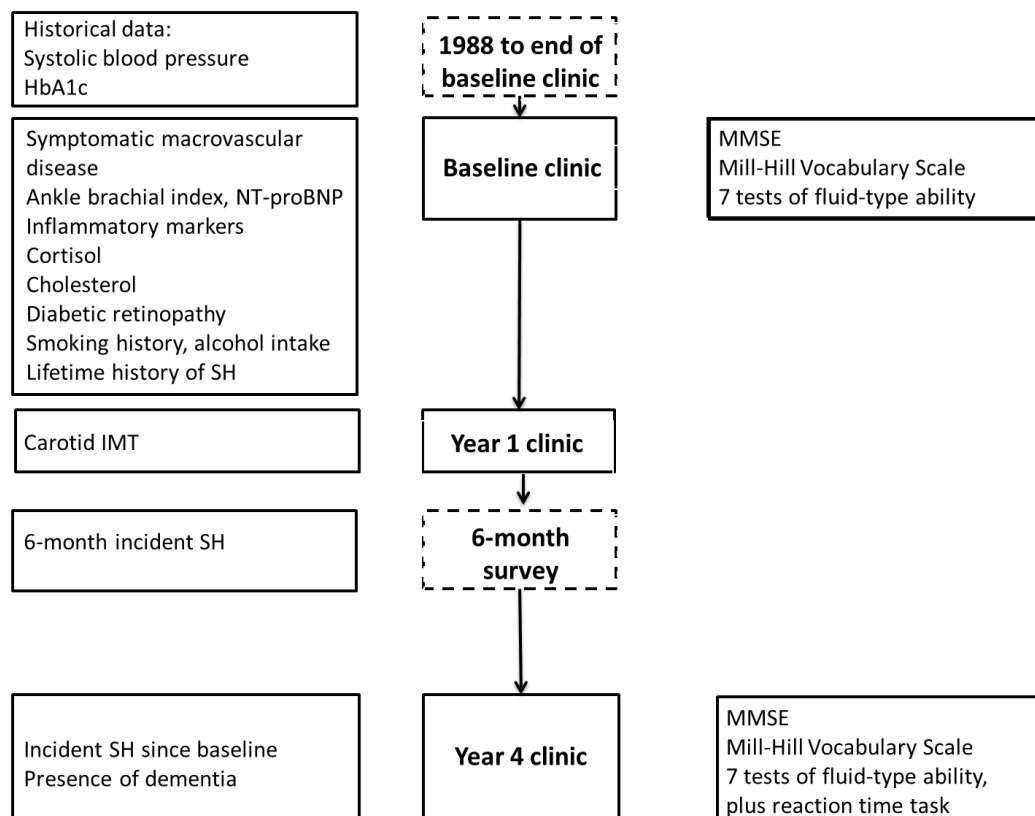 Historical data:
Systolic blood pressure
HbA1c
1988 to end of
baseline clinic
Symptomatic macrovascular
disease
Ankle brachial index, NT-proBNP
Inflammatory markers
Cortisol
Cholesterol
Diabetic retinopathy
Smoking history, alcohol intake
Lifetime history of SH
Baseline clinic
MMSE
Mill-Hill Vocabulary Scale
7 tests of fluid-type ability
Carotid IMT
Year 1 clinic
6-month incident SH
6-month
survey
Incident SH since baseline
Presence of dementia
Year 4 clinic
MMSE
Mill-Hill Vocabulary Scale
7 tests of fluid-type ability,
plus reaction time task